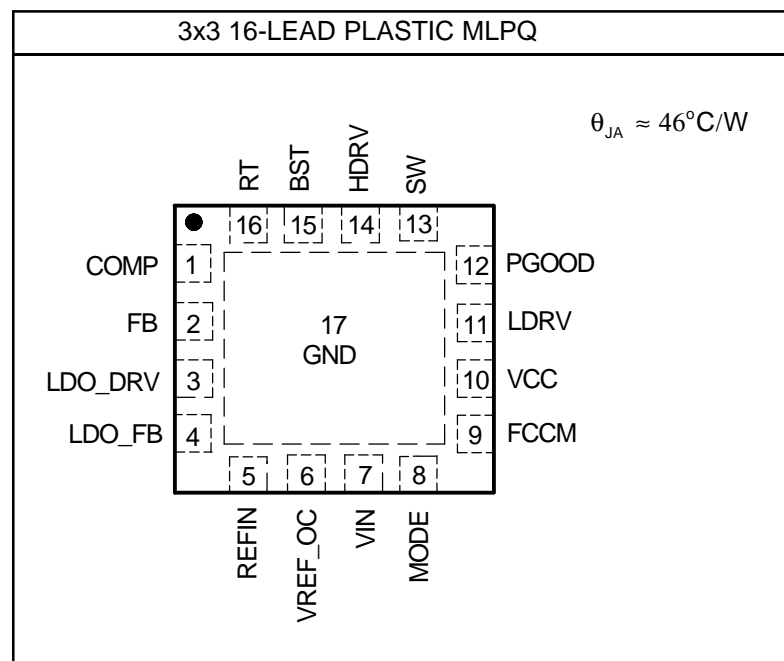 3x3 16-LEAD PLASTIC MLPQ
θJA ≈ 46°C/W
RT
BST
HDRV
SW
16
15
14
13
COMP
1
12
PGOOD
FB
2
17
GND
11
LDRV
LDO_DRV
3
10
VCC
LDO_FB
4
9
FCCM
5
6
7
8
REFIN
VREF_OC
VIN
MODE